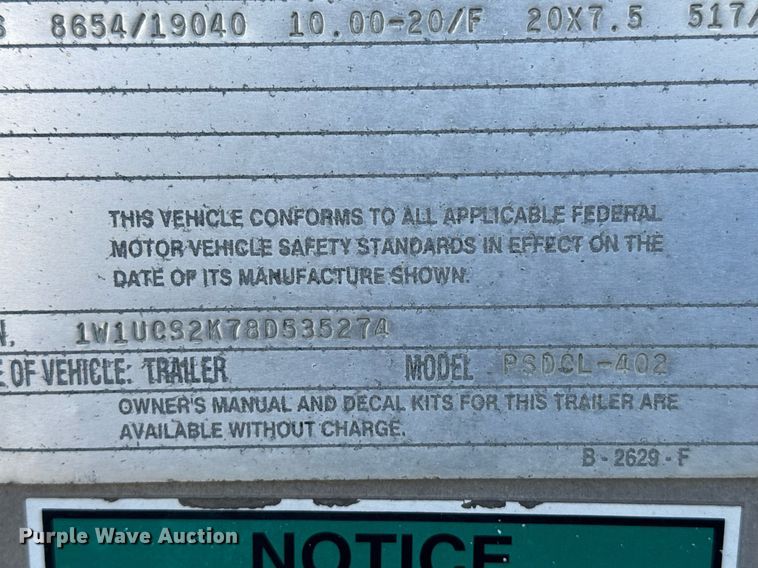 8654/19040 10.00-20/F 20X7.5 517/
THIS VEHICLE CONFORMS TO ALL APPLICABLE FEDERAL
MOTOR VEHICLE SAFETY STANDARDS IN EFFECT ON THE
DATE OF ITS MANUFACTURE SHOWN.
1W1UCS2K78D535274
E OF VEHICLE: TRAILER MODEL PSDCL-402
OWNER'S MANUAL AND DECAL KITS FOR THIS TRAILER ARE
AVAILABLE WITHOUT CHARGE.
B - 2629 - F
NOTICE
Purple Wave Auction